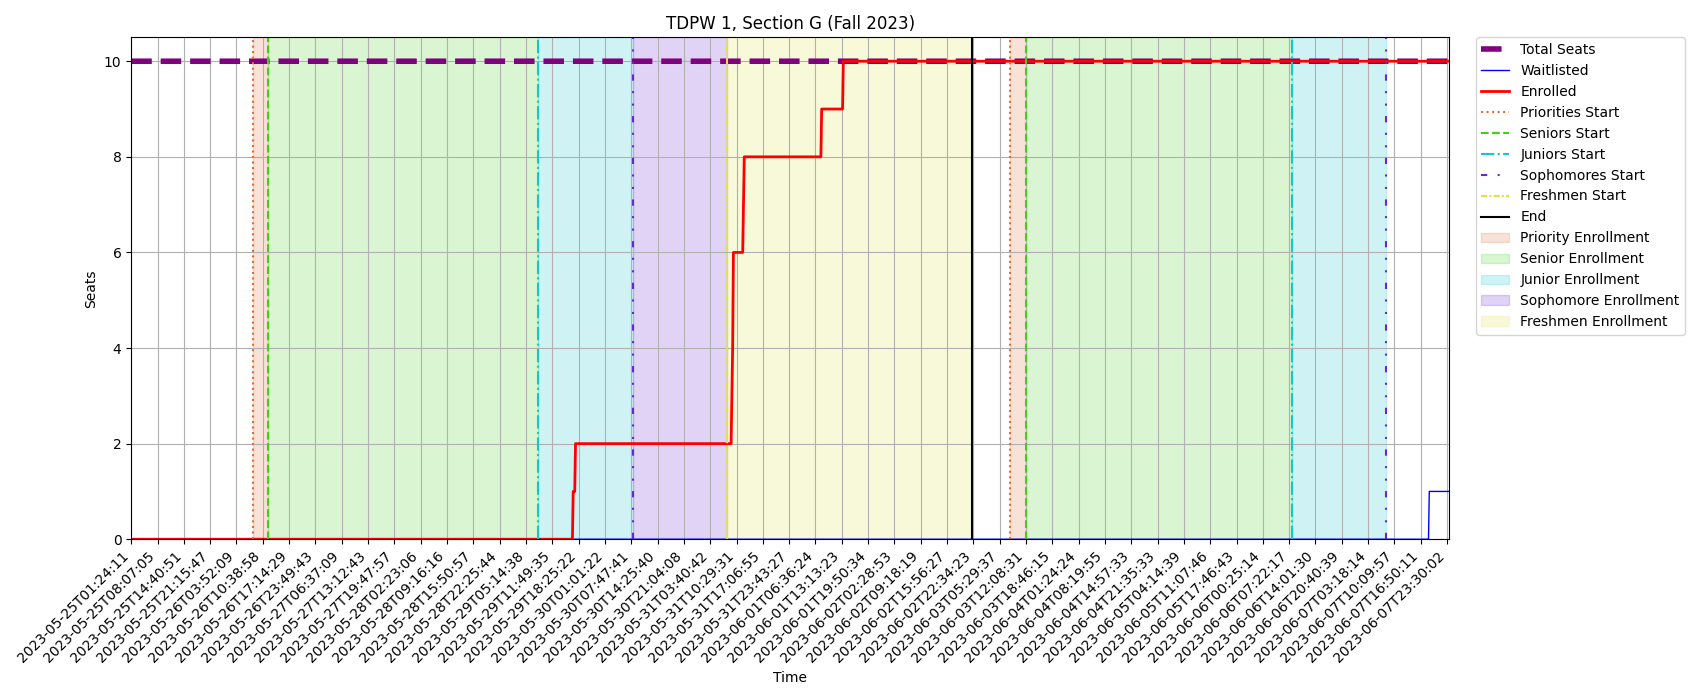 TDPW 1, Section G (Fall 2023)
Seats
10
8
6
4
2
0
2023-05-25T01:24:11
2023-05-25T08:07:05
2023-05-25T14:40:51
2023-05-25T21:15:47
2023-05-26T03:52:09
2023-05-26T10:38:58
2023-05-26T17:14:29
2023-05-26T23:49:43
2023-05-27T06:37:09
2023-05-27T13:12:43
2023-05-27T19:47:57
2023-05-28T02:23:06
2023-05-28T09:16:16
2023-05-28T15:50:57
2023-05-28T22:25:44
2023-05-29T05:14:38
2023-05-29T11:49:35
2023-05-29T18:25:22
2023-05-30T01:01:22
2023-05-30T07:47:41
2023-05-30T14:25:40
2023-05-30T21:04:08
2023-05-31T03:40:42
2023-05-31T10:29:31
2023-05-31T17:06:55
2023-05-31T23:43:27
2023-06-01T06:36:24
2023-06-01T13:13:23
2023-06-01T19:50:34
2023-06-02T02:28:53
2023-06-02T09:18:19
2023-06-02T15:56:27
2023-06-02T22:34:23
2023-06-03T05:29:37
2023-06-03T12:08:31
2023-06-03T18:46:15
2023-06-04T01:24:24
2023-06-04T08:19:55
2023-06-04T14:57:33
2023-06-04T21:35:33
2023-06-05T04:14:39
2023-06-05T11:07:46
2023-06-05T17:46:43
2023-06-06T00:25:14
2023-06-06T07:22:17
2023-06-06T14:01:30
2023-06-06T20:40:39
2023-06-07T03:18:14
2023-06-07T10:09:57
2023-06-07T16:50:11
2023-06-07T23:30:02
Time
Total Seats
Waitlisted
Enrolled
Priorities Start
Seniors Start
Juniors Start
Sophomores Start
Freshmen Start
End
Priority Enrollment
Senior Enrollment
Junior Enrollment
Sophomore Enrollment
Freshmen Enrollment